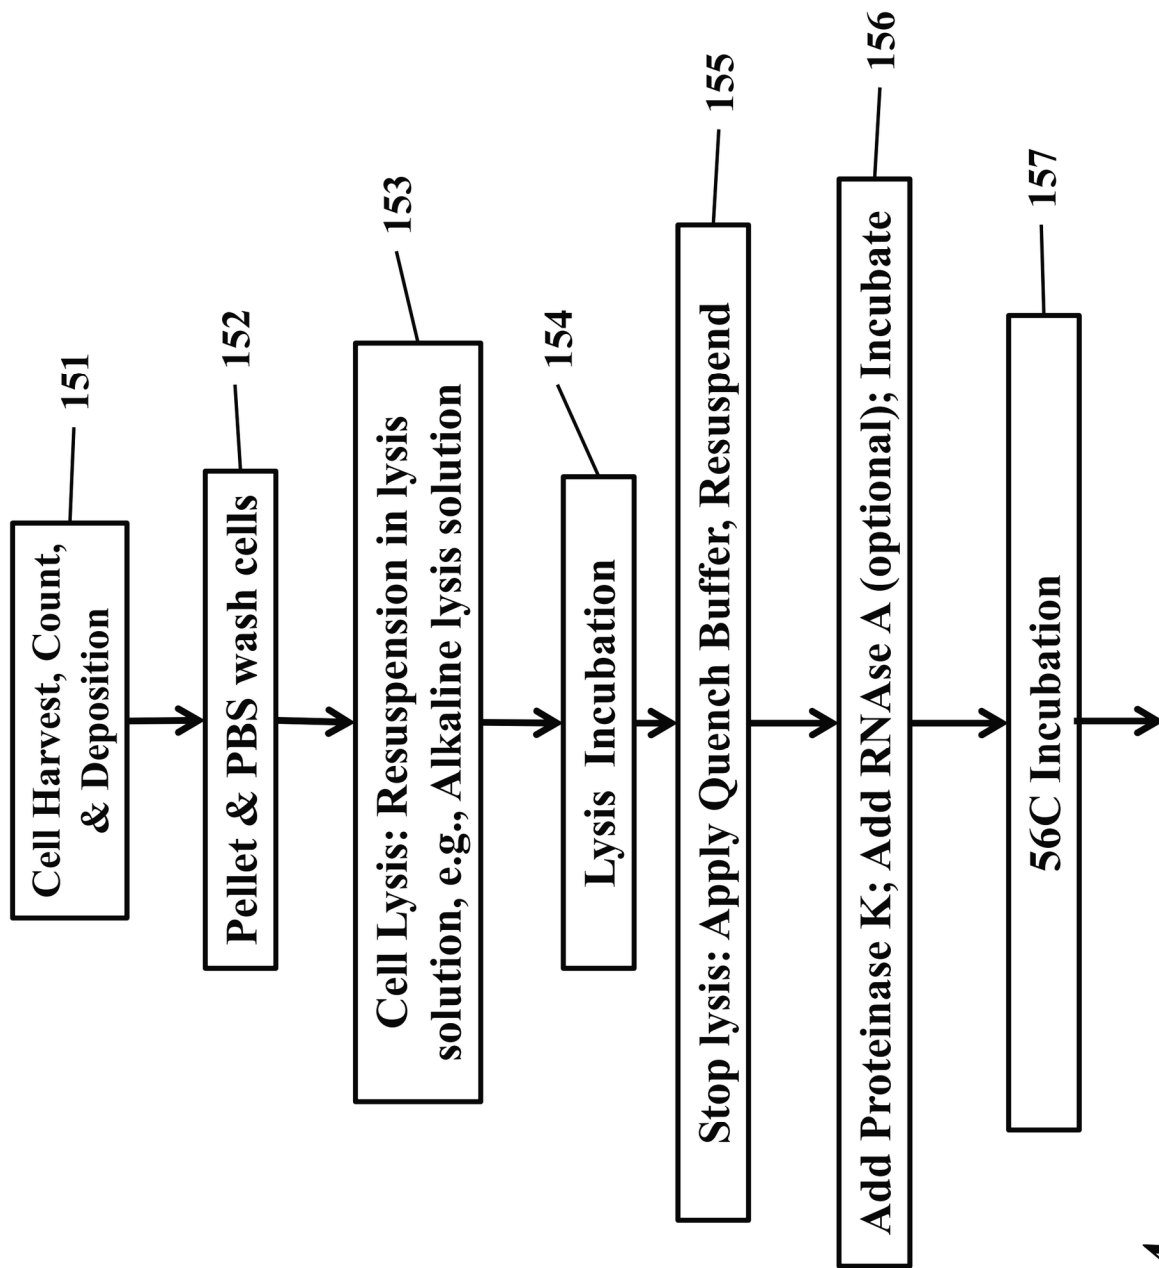 Cell Harvest, Count,
& Deposition
151
Pellet & PBS wash cells
152
Cell Lysis: Resuspension in lysis
solution, e.g., Alkaline lysis solution
153
Lysis Incubation
154
Stop lysis: Apply Quench Buffer, Resuspend
155
Add Proteinase K; Add RNAse A (optional); Incubate
156
56C Incubation
157